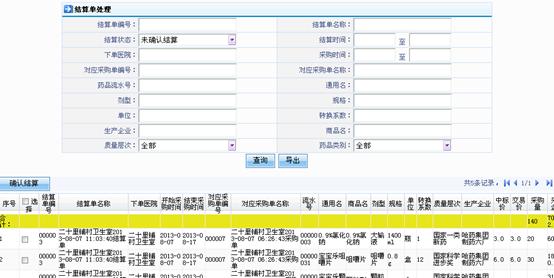 结算单处理
结算单编号： 结算单名称：
结算状态： 未确认结算 结算时间： 至
下单医院： 采购时间： 至
对应采购单编号： 对应采购单名称：
药品流水号： 通用名：
剂型： 规格：
单位： 转换系数：
生产企业： 商品名：
质量层次： 全部 药品类别： 全部
查询 导出
确认结算 共5条记录， 1/1
序号 选择 结算单编号 结算单名称 下单医院 开始采购时间 结束采购时间 对应采购单编号 对应采购单名称 流水号 通用名 商品名 剂型 规格 单位 转换系数 质量层次 生产企业 中标价 交易价 采购量
合计： 140
1 000003 二十里铺村卫生室2013-08-07 11:03:40结算单 二十里铺村卫生室 2013-08-07 2013-08-17 000007 二十里铺村卫生室2013-08-07 06:26:43采购单 0.9%氯化钠 0.9%氯化钠 大输液 瓶 1 国家一类新药 哈药集团制药六厂 3.0 3.0 20
2 000003 二十里铺村卫生室2013-08-07 11:03:40结算单 二十里铺村卫生室 2013-08-07 2013-08-17 000007 二十里铺村卫生室2013-08-07 06:26:43采购单 宝宝乐咀嚼片 咀嚼片 0.8g 盒 12 国家科学进步奖 哈药集团制药六厂 6.0 6.0 30